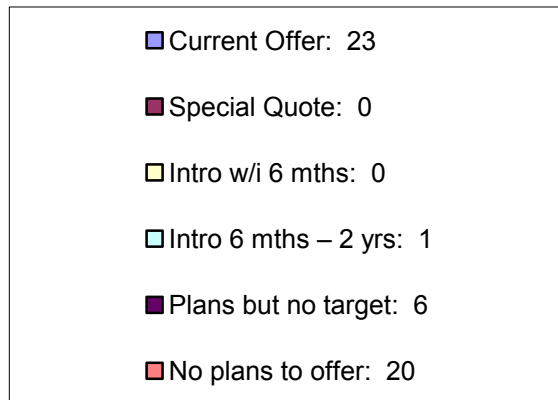 Current Offer: 23
Special Quote: 0
Intro w/i 6 mths: 0
Intro 6 mths – 2 yrs: 1
Plans but no target: 6
No plans to offer: 20